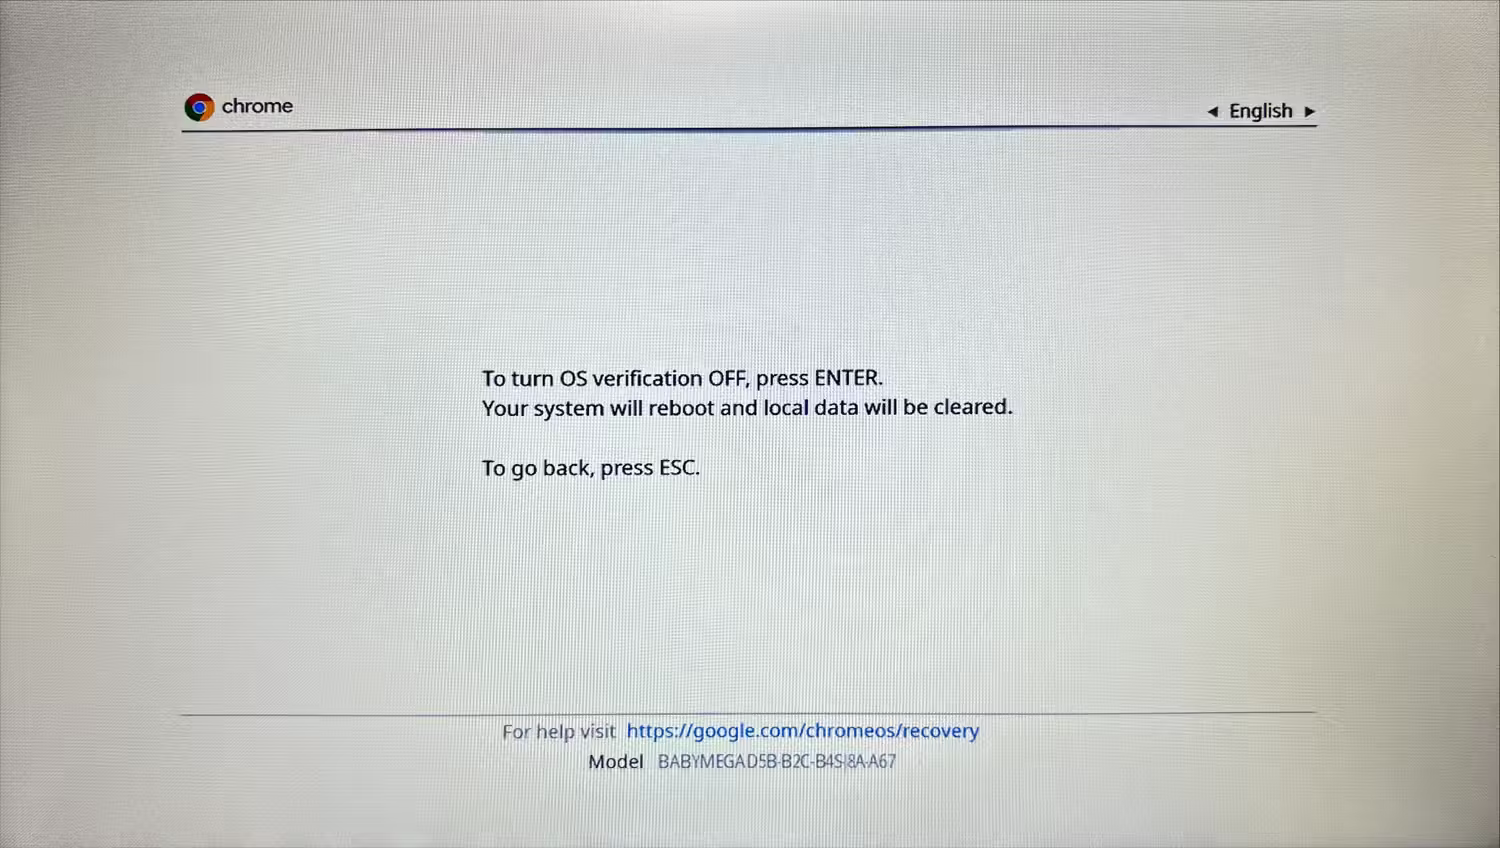 chrome
◄ English ►
To turn OS verification OFF, press ENTER.
Your system will reboot and local data will be cleared.
To go back, press ESC.
For help visit https://google.com/chromeos/recovery
Model BABYMEGA D5B-B2C-B4S-8A-A67